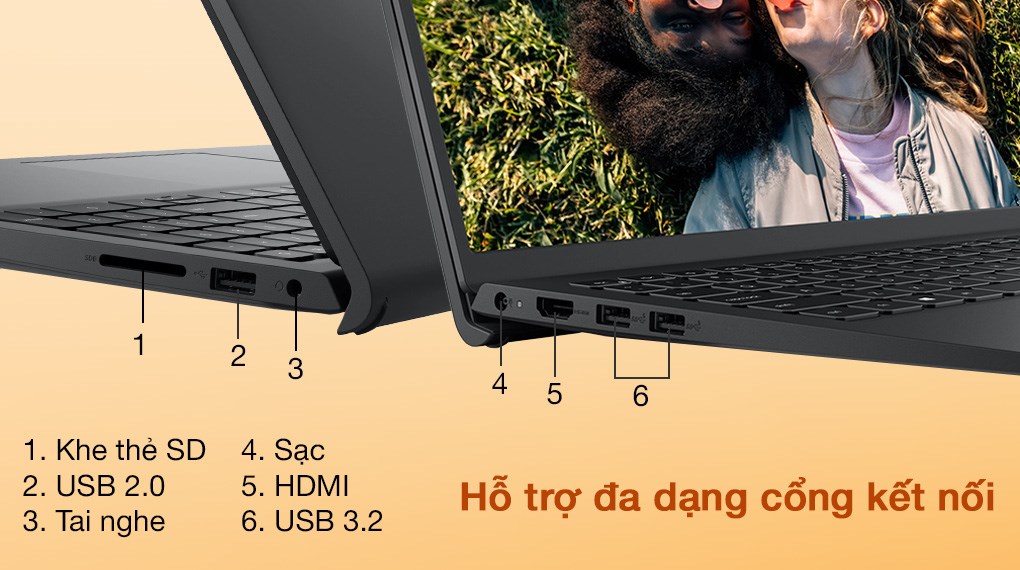 1
2
3
4
5
6
1. Khe thẻ SD
2. USB 2.0
3. Tai nghe
4. Sạc
5. HDMI
6. USB 3.2
Hỗ trợ đa dạng cổng kết nối